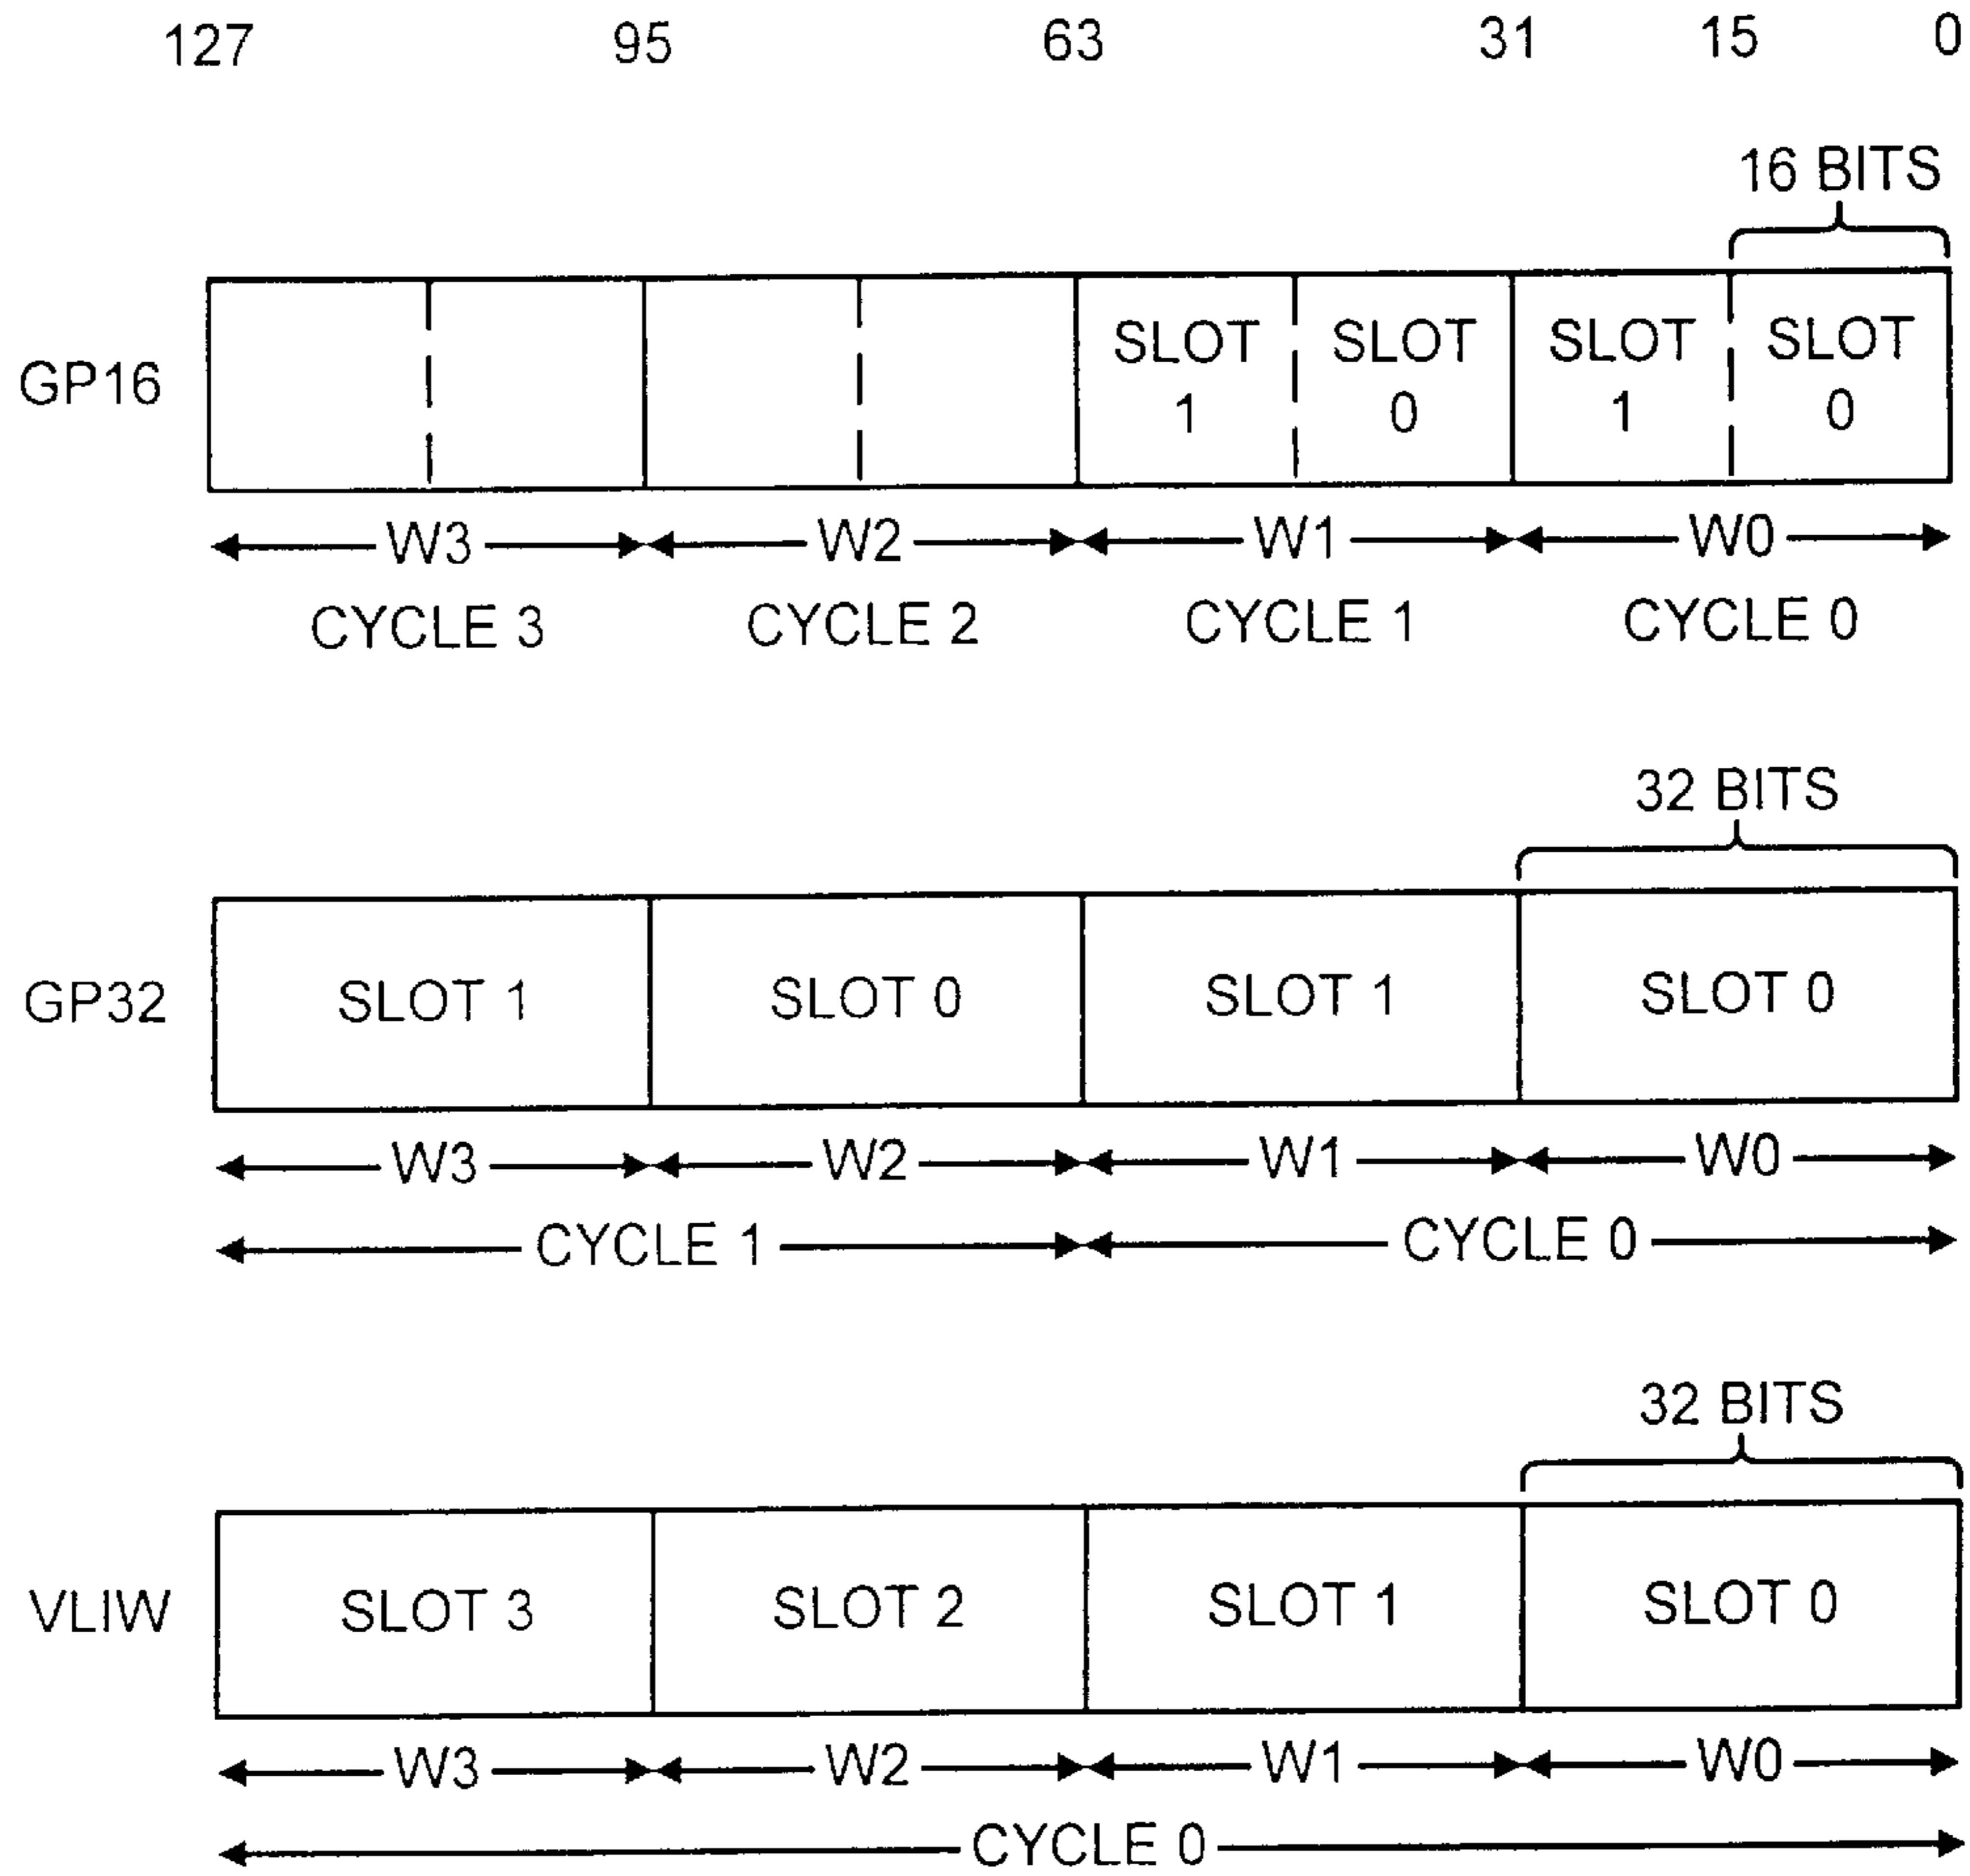 127 95 63 31 15 0
16 BITS
GP16
SLOT 1 SLOT 0 SLOT 1 SLOT 0
W3 W2 W1 W0
CYCLE 3 CYCLE 2 CYCLE 1 CYCLE 0
32 BITS
GP32 SLOT 1 SLOT 0 SLOT 1 SLOT 0
W3 W2 W1 W0
CYCLE 1 CYCLE 0
32 BITS
VLIW SLOT 3 SLOT 2 SLOT 1 SLOT 0
W3 W2 W1 W0
CYCLE 0